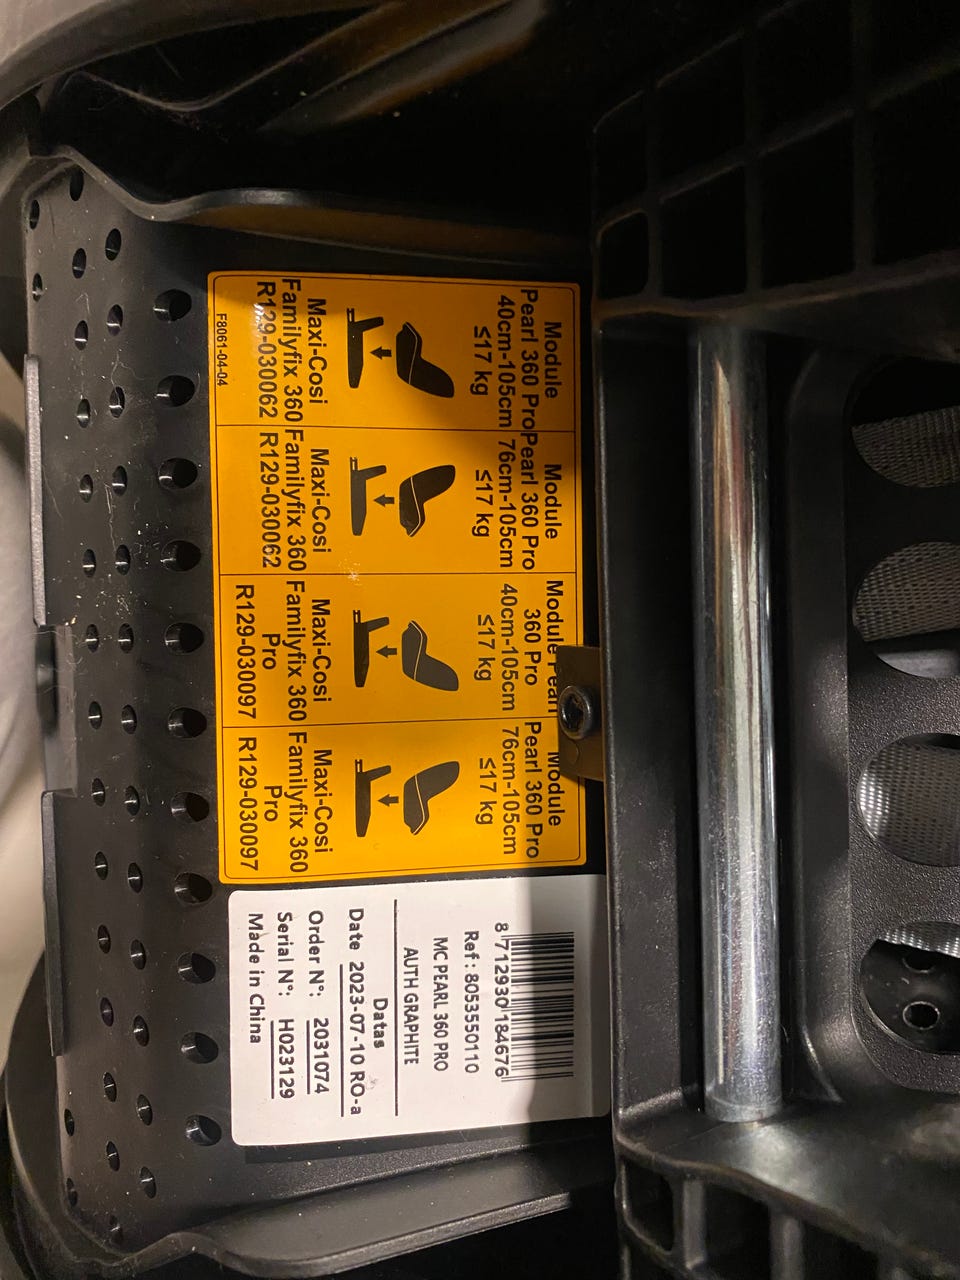 Module
Pearl 360 Pro
40cm-105cm
≤17 kg
Maxi-Cosi
Familyfix 360
R129-030062
F8061-04-04
Module
Pearl 360 Pro
76cm-105cm
≤17 kg
Maxi-Cosi
Familyfix 360
R129-030062
Module Pearl
360 Pro
40cm-105cm
≤17 kg
Maxi-Cosi
Familyfix 360
Pro
R129-030097
Module
Pearl 360 Pro
76cm-105cm
≤17 kg
Maxi-Cosi
Familyfix 360
Pro
R129-030097
8 712930 184676
Ref : 8053550110
MC PEARL 360 PRO
AUTH GRAPHITE
Datas
Date 2023-07-10 RO-a
Order N°: 2031074
Serial N°: H023129
Made in China